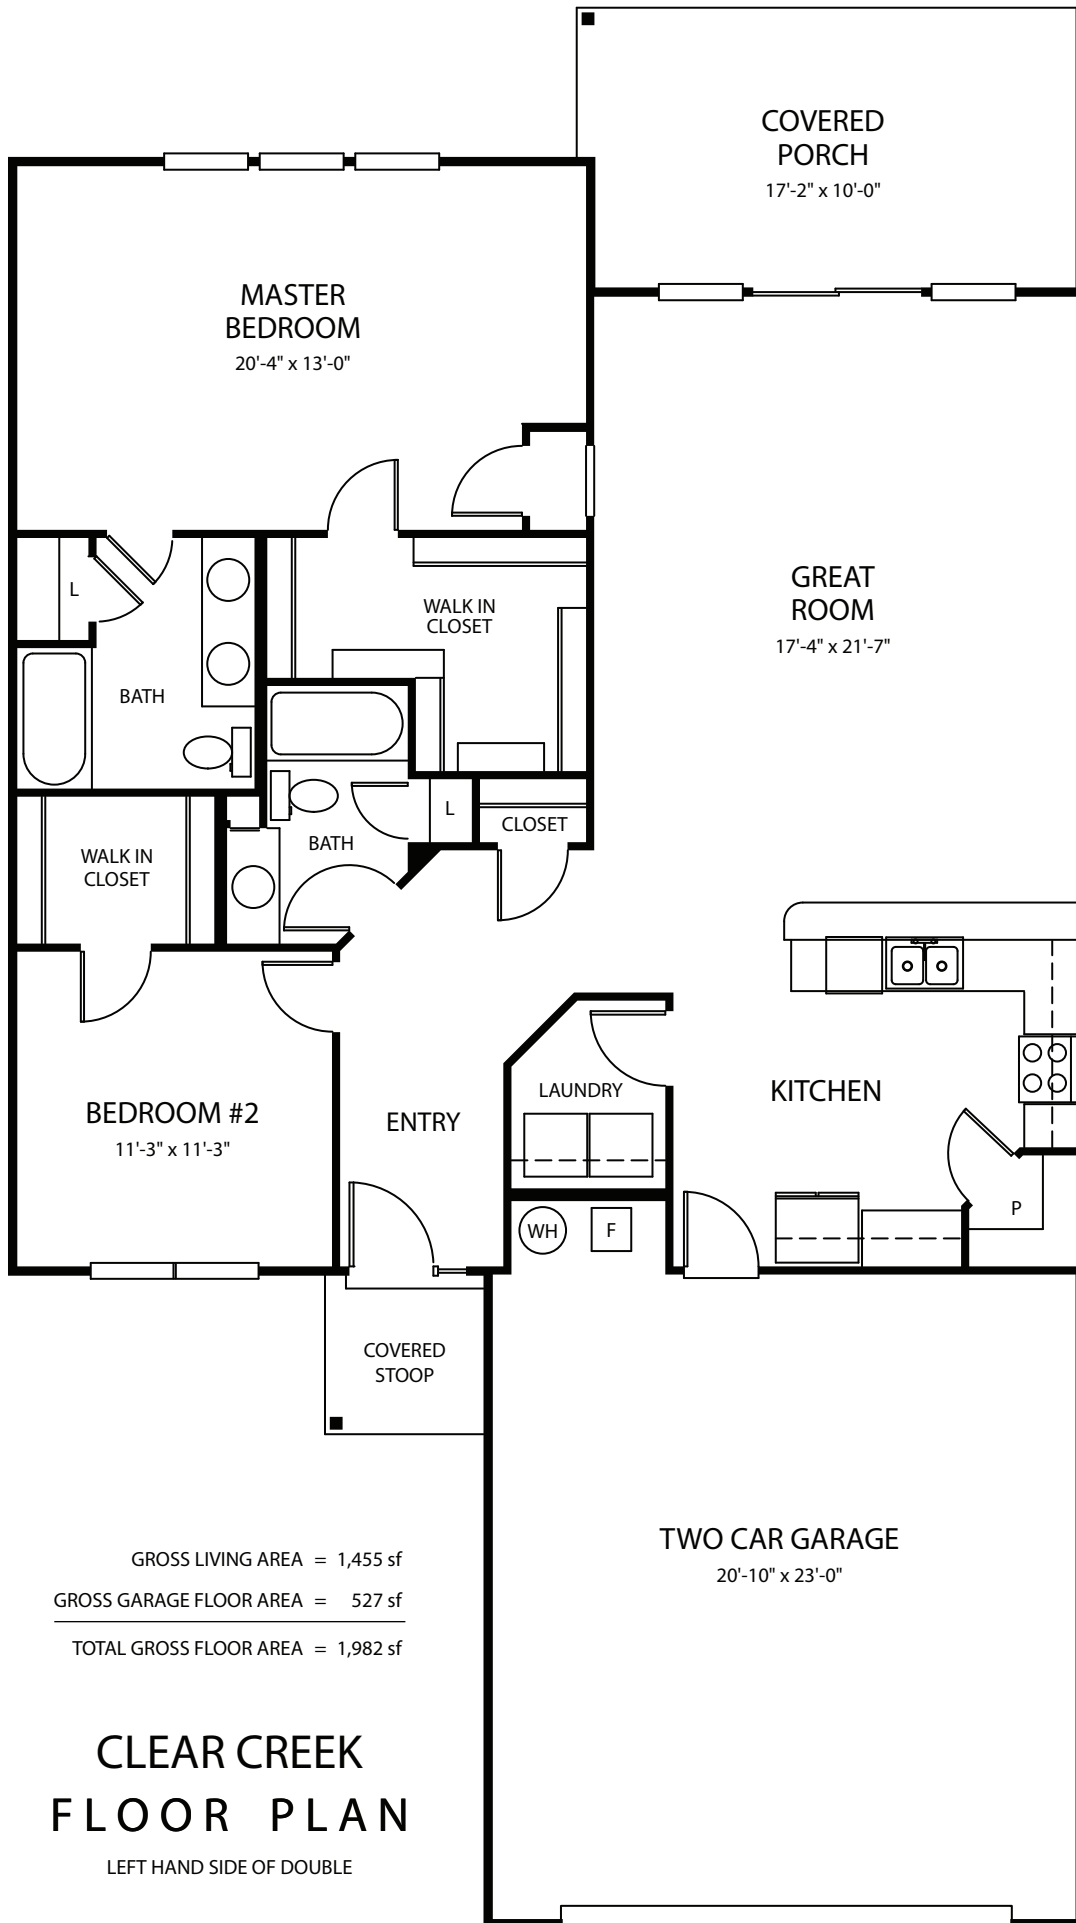 COVERED
PORCH
17'-2" x 10'-0"
MASTER
BEDROOM
20'-4" x 13'-0"
GREAT
ROOM
17'-4" x 21'-7"
L
WALK IN
CLOSET
BATH
L
CLOSET
BATH
WALK IN
CLOSET
LAUNDRY
KITCHEN
BEDROOM #2
11'-3" x 11'-3"
ENTRY
P
WH
F
COVERED
STOOP
TWO CAR GARAGE
20'-10" x 23'-0"
GROSS LIVING AREA = 1,455 sf
GROSS GARAGE FLOOR AREA = 527 sf
TOTAL GROSS FLOOR AREA = 1,982 sf
CLEAR CREEK
FLOOR PLAN
LEFT HAND SIDE OF DOUBLE